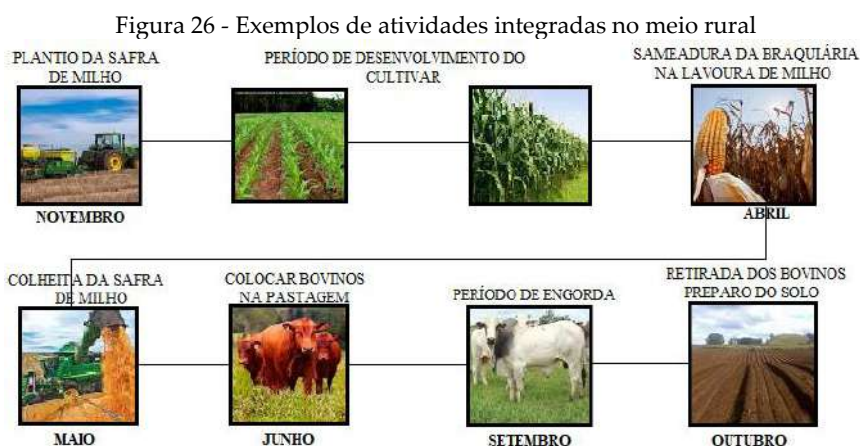 Figura 26 - Exemplos de atividades integradas no meio rural
PLANTIO DA SAFRA
DE MILHO
PERÍODO DE DESENVOLVIMENTO DO
CULTIVAR
SAMEADURA DA BRAQUIÁRIA
NA LAVOURA DE MILHO
NOVEMBRO
ABRIL
COLHEITA DA SAFRA
DE MILHO
COLOCAR BOVINOS
NA PASTAGEM
PERÍODO DE ENGORDA
RETIRADA DOS BOVINOS
PREPARO DO SOLO
MAIO
JUNHO
SETEMBRO
OUTUBRO